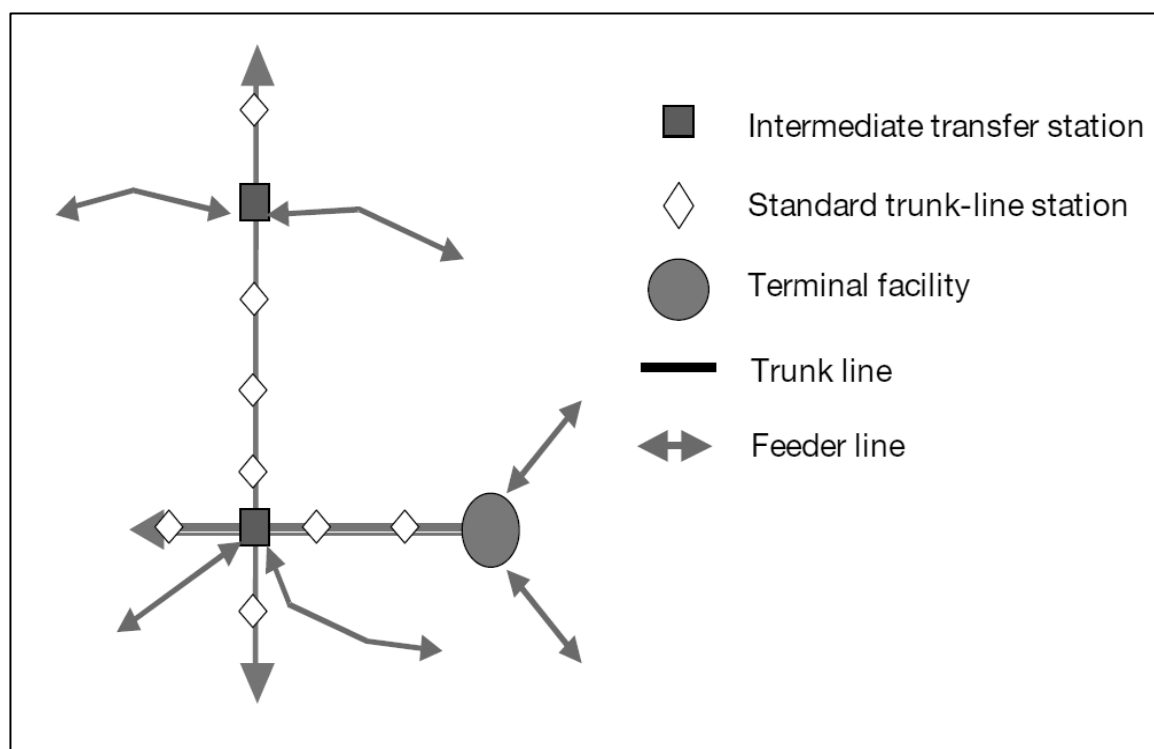 Intermediate transfer station
Standard trunk-line station
Terminal facility
Trunk line
Feeder line